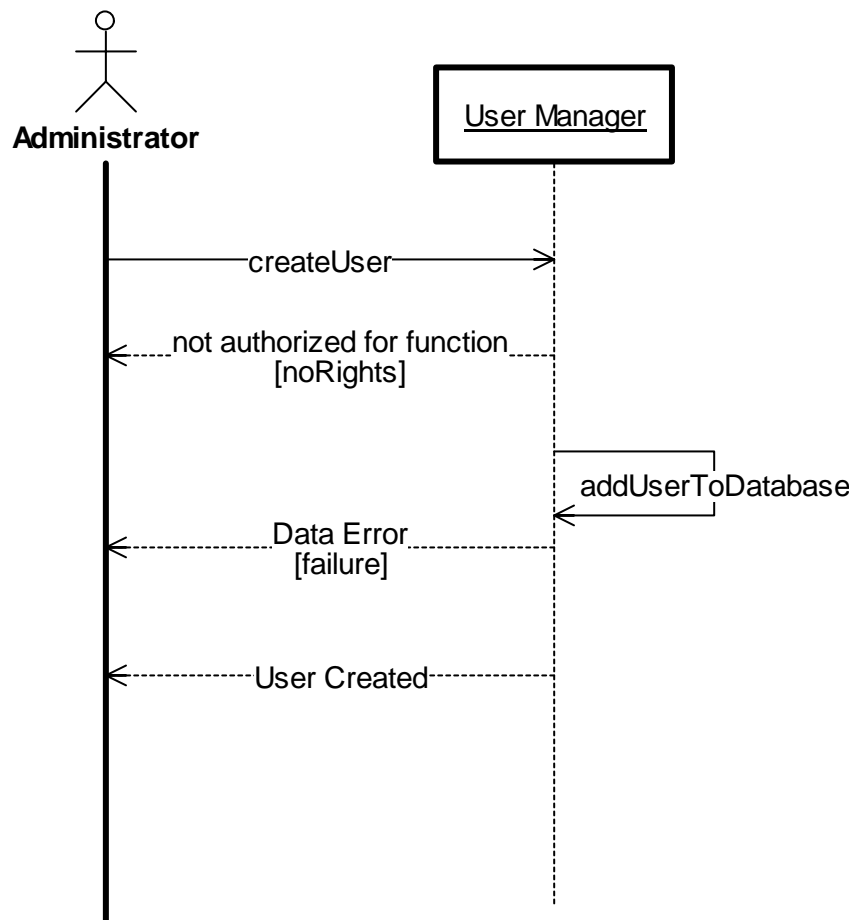 Administrator
User Manager
createUser
not authorized for function
[noRights]
addUserToDatabase
Data Error
[failure]
User Created